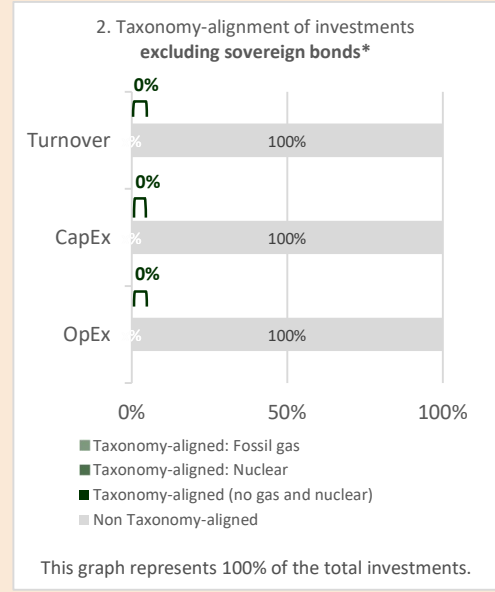 2. Taxonomy-alignment of investments
excluding sovereign bonds*
0%
Turnover
%
100%
0%
CapEx
%
100%
0%
OpEx
%
100%
0%
50%
100%
Taxonomy-aligned: Fossil gas
Taxonomy-aligned: Nuclear
Taxonomy-aligned (no gas and nuclear)
Non Taxonomy-aligned
This graph represents 100% of the total investments.